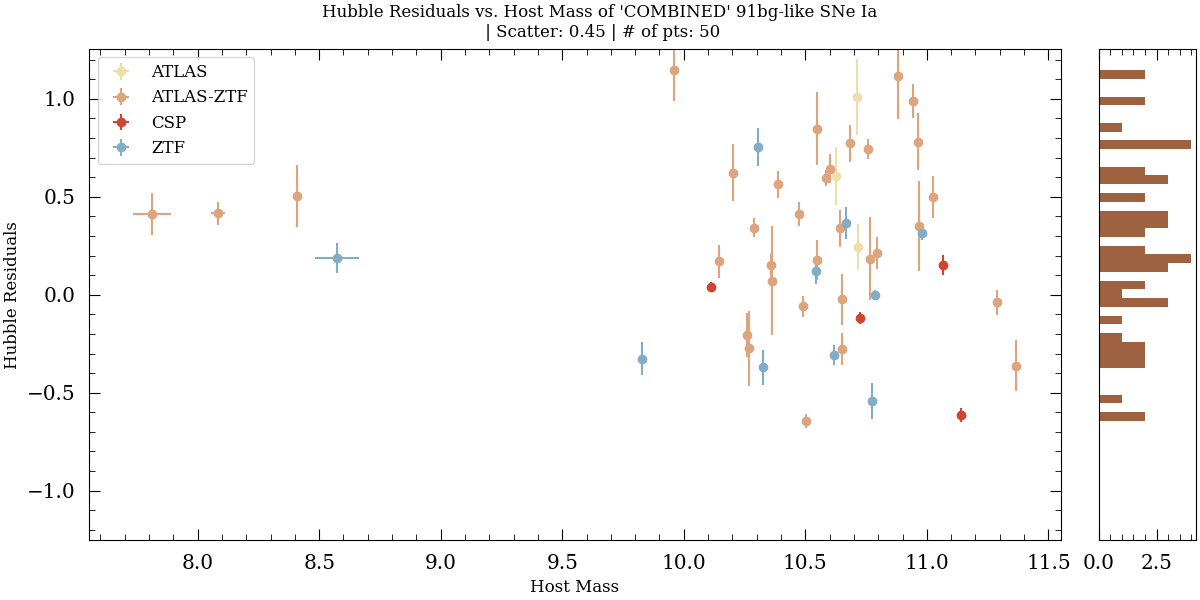 Hubble Residuals vs. Host Mass of 'COMBINED' 91bg-like SNe Ia
| Scatter: 0.45 | # of pts: 50
ATLAS
ATLAS-ZTF
CSP
ZTF
Hubble Residuals
1.0
0.5
0.0
−0.5
−1.0
8.0 8.5 9.0 9.5 10.0 10.5 11.0 11.5 0.0 2.5
Host Mass